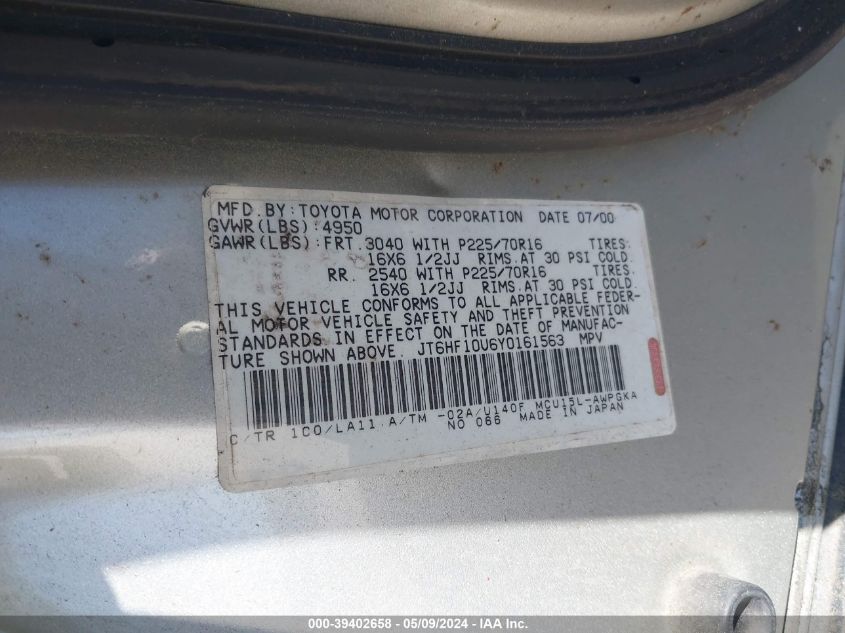 MFD.BY:TOYOTA MOTOR CORPORATION DATE 07/00
GVWR(LBS):4950
GAWR(LBS):FRT.3040 WITH P225/70R16 TIRES.
16X6 1/2JJ RIMS.AT 30 PSI COLD.
RR. 2540 WITH P225/70R16 TIRES.
16X6 1/2JJ RIMS.AT 30 PSI COLD.
THIS VEHICLE CONFORMS TO ALL APPLICABLE FEDER-
AL MOTOR VEHICLE SAFETY AND THEFT PREVENTION
STANDARDS IN EFFECT ON THE DATE OF MANUFAC-
TURE SHOWN ABOVE. JT6HF10U6Y0161563 MPV
C/TR 1C0/LA11 A/TM -02A/U140F MCU15L-AWPGKA
NO 066 MADE IN JAPAN
000-39402658 - 05/09/2024 - IAAI.com